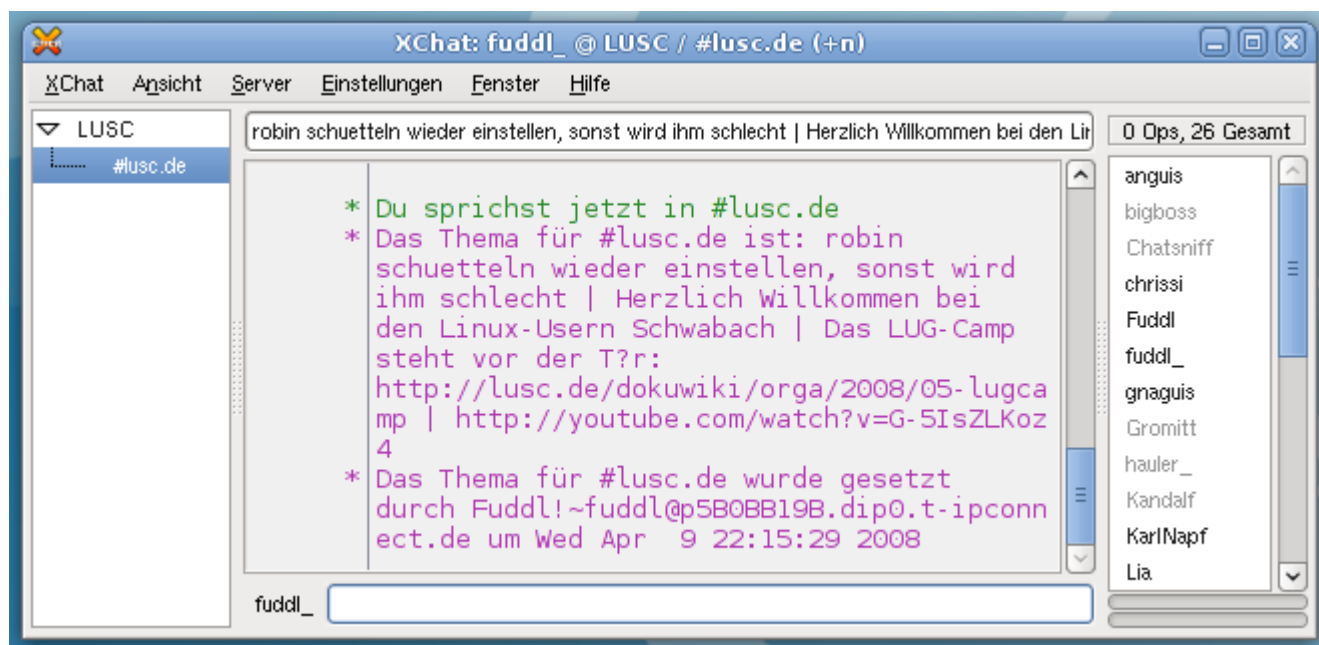 XChat: fuddl_ @ LUSC / #lusc.de (+n)
XChat Ansicht Server Einstellungen Fenster Hilfe
LUSC
#lusc.de
robin schuetteln wieder einstellen, sonst wird ihm schlecht | Herzlich Willkommen bei den Lin
0 Ops, 26 Gesamt
* Du sprichst jetzt in #lusc.de
* Das Thema für #lusc.de ist: robin
schuetteln wieder einstellen, sonst wird
ihm schlecht | Herzlich Willkommen bei
den Linux-Usern Schwabach | Das LUG-Camp
steht vor der T?r:
http://lusc.de/dokuwiki/orga/2008/05-lugca
mp | http://youtube.com/watch?v=G-5IsZLKoz
4
* Das Thema für #lusc.de wurde gesetzt
durch Fuddl!~fuddl@p5B0BB19B.dip0.t-ipconn
ect.de um Wed Apr  9 22:15:29 2008
anguis
bigboss
Chatsniff
chrissi
Fuddl
fuddl_
gnaguis
Gromitt
hauler_
Kandalf
KarlNapf
Lia
fuddl_